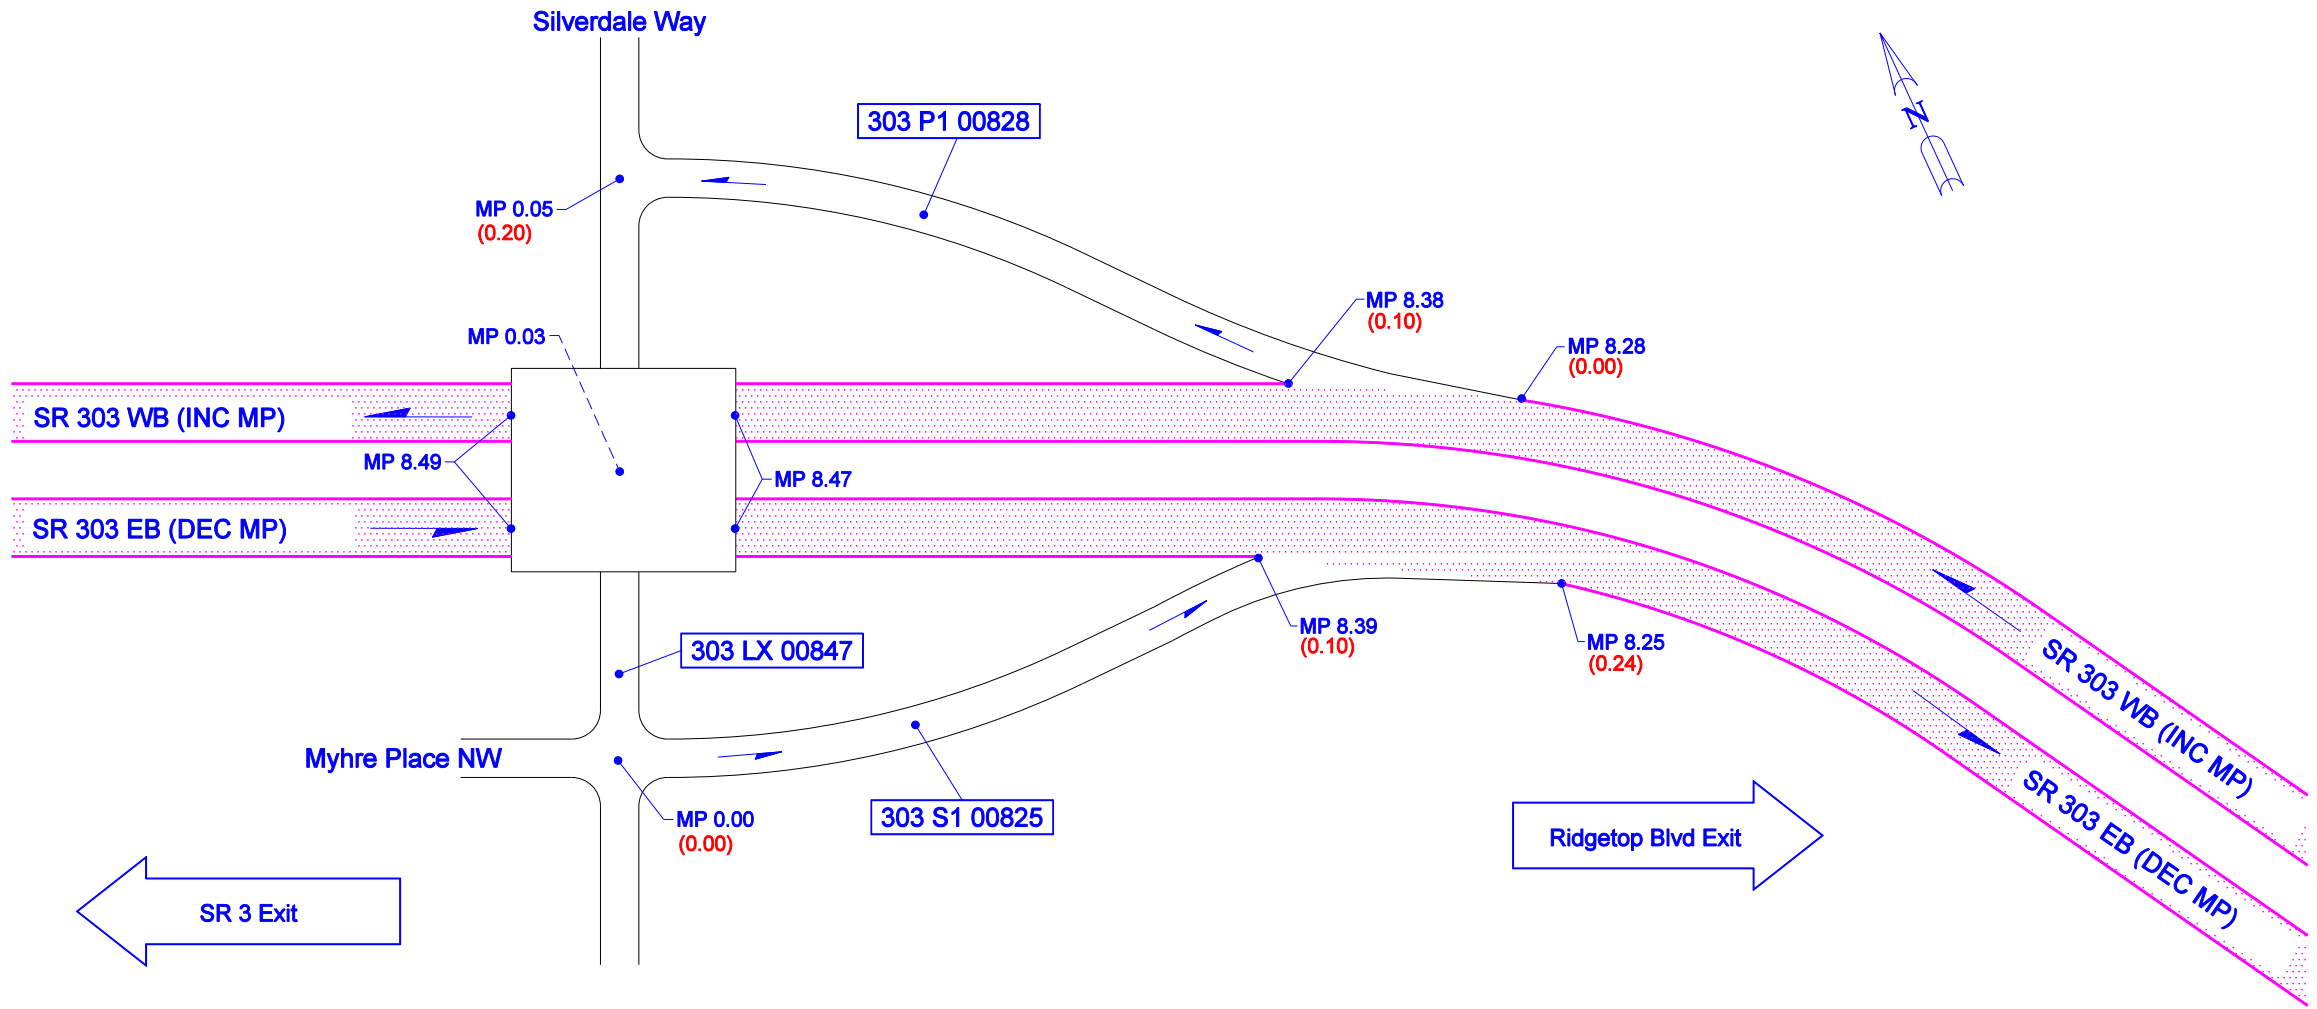 Silverdale Way
303 P1 00828
N
MP 0.05
(0.20)
MP 8.38
(0.10)
MP 0.03
MP 8.28
(0.00)
SR 303 WB (INC MP)
MP 8.49
MP 8.47
SR 303 EB (DEC MP)
MP 8.39
(0.10)
MP 8.25
(0.24)
303 LX 00847
SR 303 WB (INC MP)
Myhre Place NW
SR 303 EB (DEC MP)
MP 0.00
(0.00)
303 S1 00825
Ridgetop Blvd Exit
SR 3 Exit